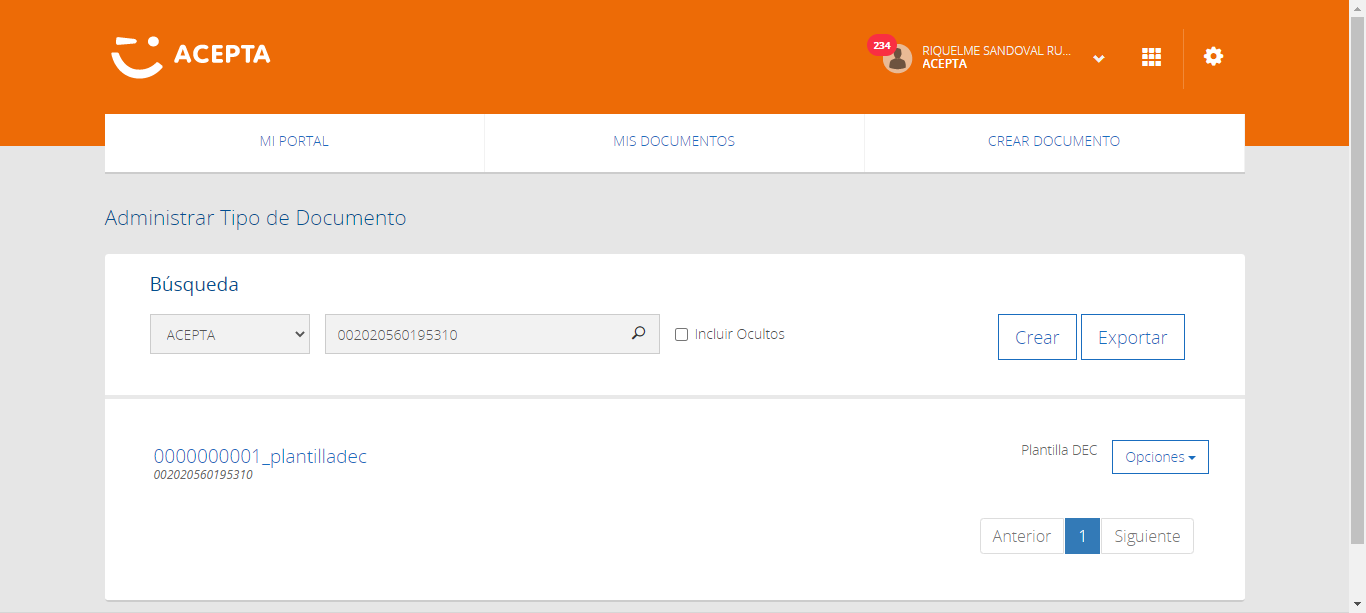 ACEPTA
234
RIQUELME SANDOVAL RU...
ACEPTA
MI PORTAL
MIS DOCUMENTOS
CREAR DOCUMENTO
Administrar Tipo de Documento
Búsqueda
ACEPTA
002020560195310
Incluir Ocultos
Crear
Exportar
0000000001_plantilladec
002020560195310
Plantilla DEC
Opciones
Anterior
1
Siguiente